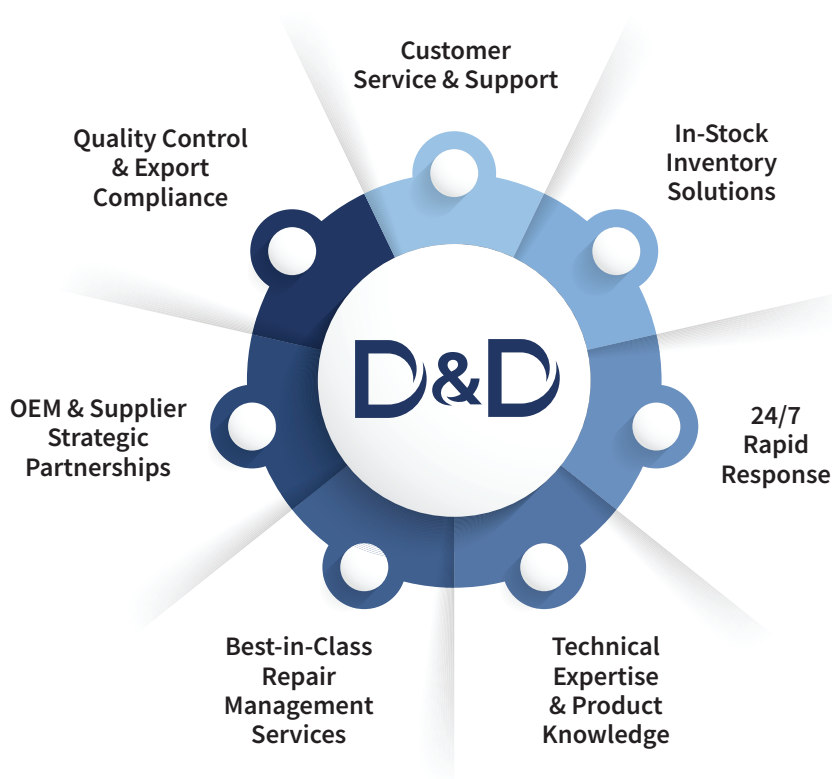 Customer
Service & Support
In-Stock
Inventory
Solutions
24/7
Rapid
Response
Technical
Expertise
& Product
Knowledge
Best-in-Class
Repair
Management
Services
OEM & Supplier
Strategic
Partnerships
Quality Control
& Export
Compliance
D&D